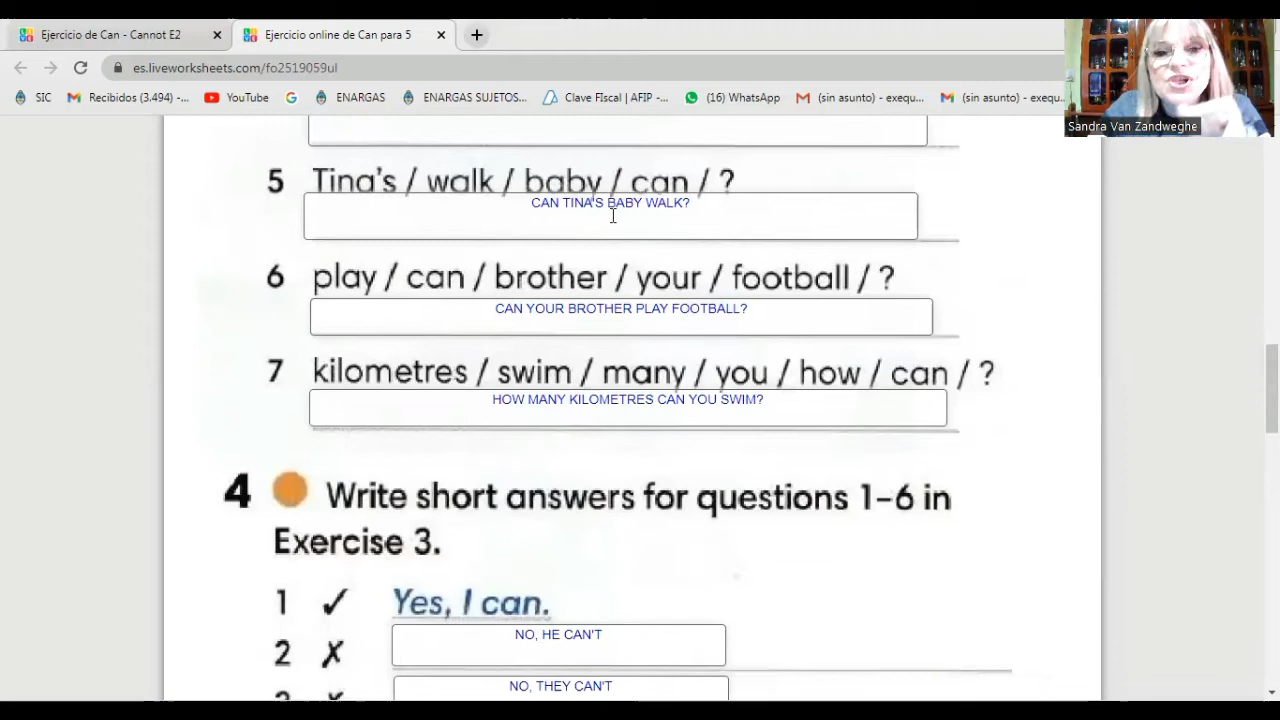 Ejercicio de Can - Cannot E2
Ejercicio online de Can para 5
es.liveworksheets.com/fo2519059ul
SIC
Recibidos (3.494) -...
YouTube
ENARGAS
ENARGAS SUJETOS...
Clave FIscal | AFIP -...
(16) WhatsApp
(sin asunto) - exequ...
(sin asunto) - exequ...
Sandra Van Zandweghe
5 Tina's / walk / baby / can / ?
CAN TINA'S BABY WALK?
6 play / can / brother / your / football / ?
CAN YOUR BROTHER PLAY FOOTBALL?
7 kilometres / swim / many / you / how / can / ?
HOW MANY KILOMETRES CAN YOU SWIM?
4 Write short answers for questions 1–6 in
Exercise 3.
1 ✓ Yes, I can.
2 ✗ NO, HE CAN'T
NO, THEY CAN'T